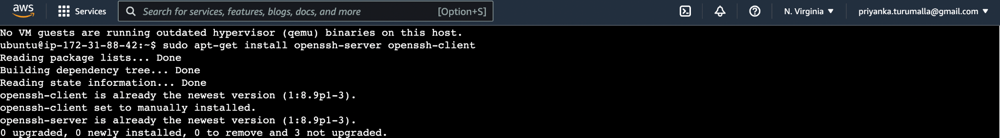 aws Services Search for services, features, blogs, docs, and more [Option+S] N. Virginia priyanka.turumalla@gmail.com
No VM guests are running outdated hypervisor (qemu) binaries on this host.
ubuntu@ip-172-31-88-42:~$ sudo apt-get install openssh-server openssh-client
Reading package lists... Done
Building dependency tree... Done
Reading state information... Done
openssh-client is already the newest version (1:8.9p1-3).
openssh-client set to manually installed.
openssh-server is already the newest version (1:8.9p1-3).
0 upgraded, 0 newly installed, 0 to remove and 3 not upgraded.